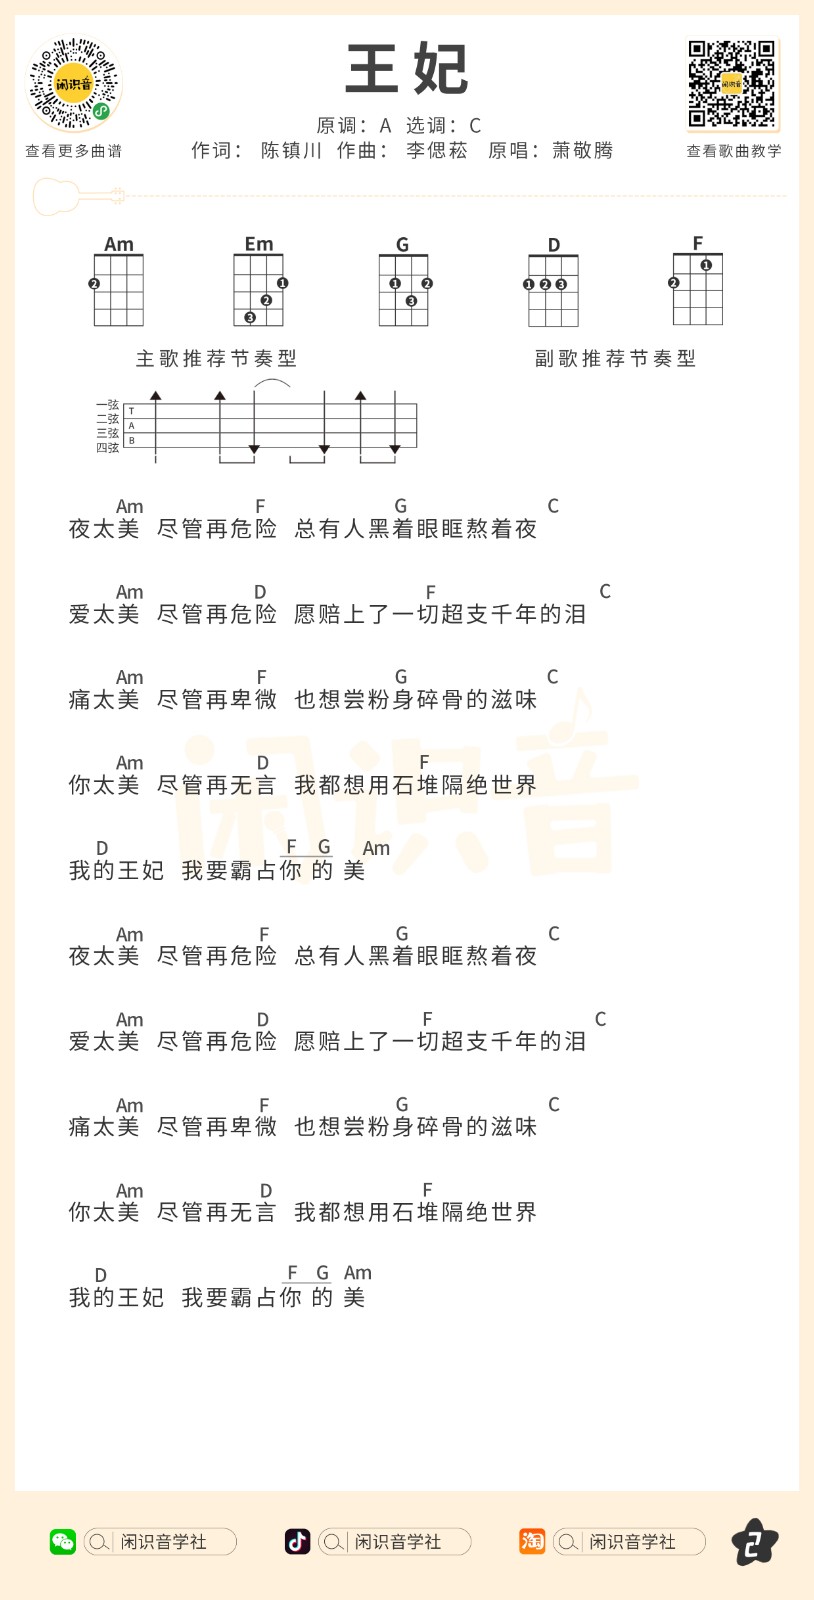 王妃
原调：A 选调：C
作词： 陈镇川 作曲： 李偲菘 原唱：萧敬腾
闲识音
查看更多曲谱
闲识音
查看歌曲教学
Am Em G D F
2 3 2 1 1 3 2 1 2 3 2 1
主歌推荐节奏型 副歌推荐节奏型
一弦 T
二弦 A
三弦 B
四弦
Am F G C
夜太美 尽管再危险 总有人黑着眼眶熬着夜
Am D F C
爱太美 尽管再危险 愿赔上了一切超支千年的泪
Am F G C
痛太美 尽管再卑微 也想尝粉身碎骨的滋味
Am D F
你太美 尽管再无言 我都想用石堆隔绝世界
D F G Am
我的王妃 我要霸占你 的 美
Am F G C
夜太美 尽管再危险 总有人黑着眼眶熬着夜
Am D F C
爱太美 尽管再危险 愿赔上了一切超支千年的泪
Am F G C
痛太美 尽管再卑微 也想尝粉身碎骨的滋味
Am D F
你太美 尽管再无言 我都想用石堆隔绝世界
D F G Am
我的王妃 我要霸占你 的 美
闲识音
闲识音学社 闲识音学社 淘 闲识音学社 2